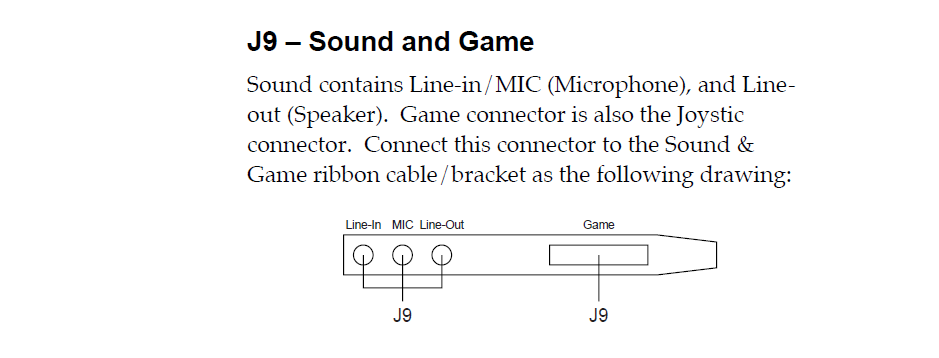 J9 – Sound and Game
Sound contains Line-in/MIC (Microphone), and Line-
out (Speaker). Game connector is also the Joystic
connector. Connect this connector to the Sound &
Game ribbon cable/bracket as the following drawing:
Line-In MIC Line-Out Game
J9 J9